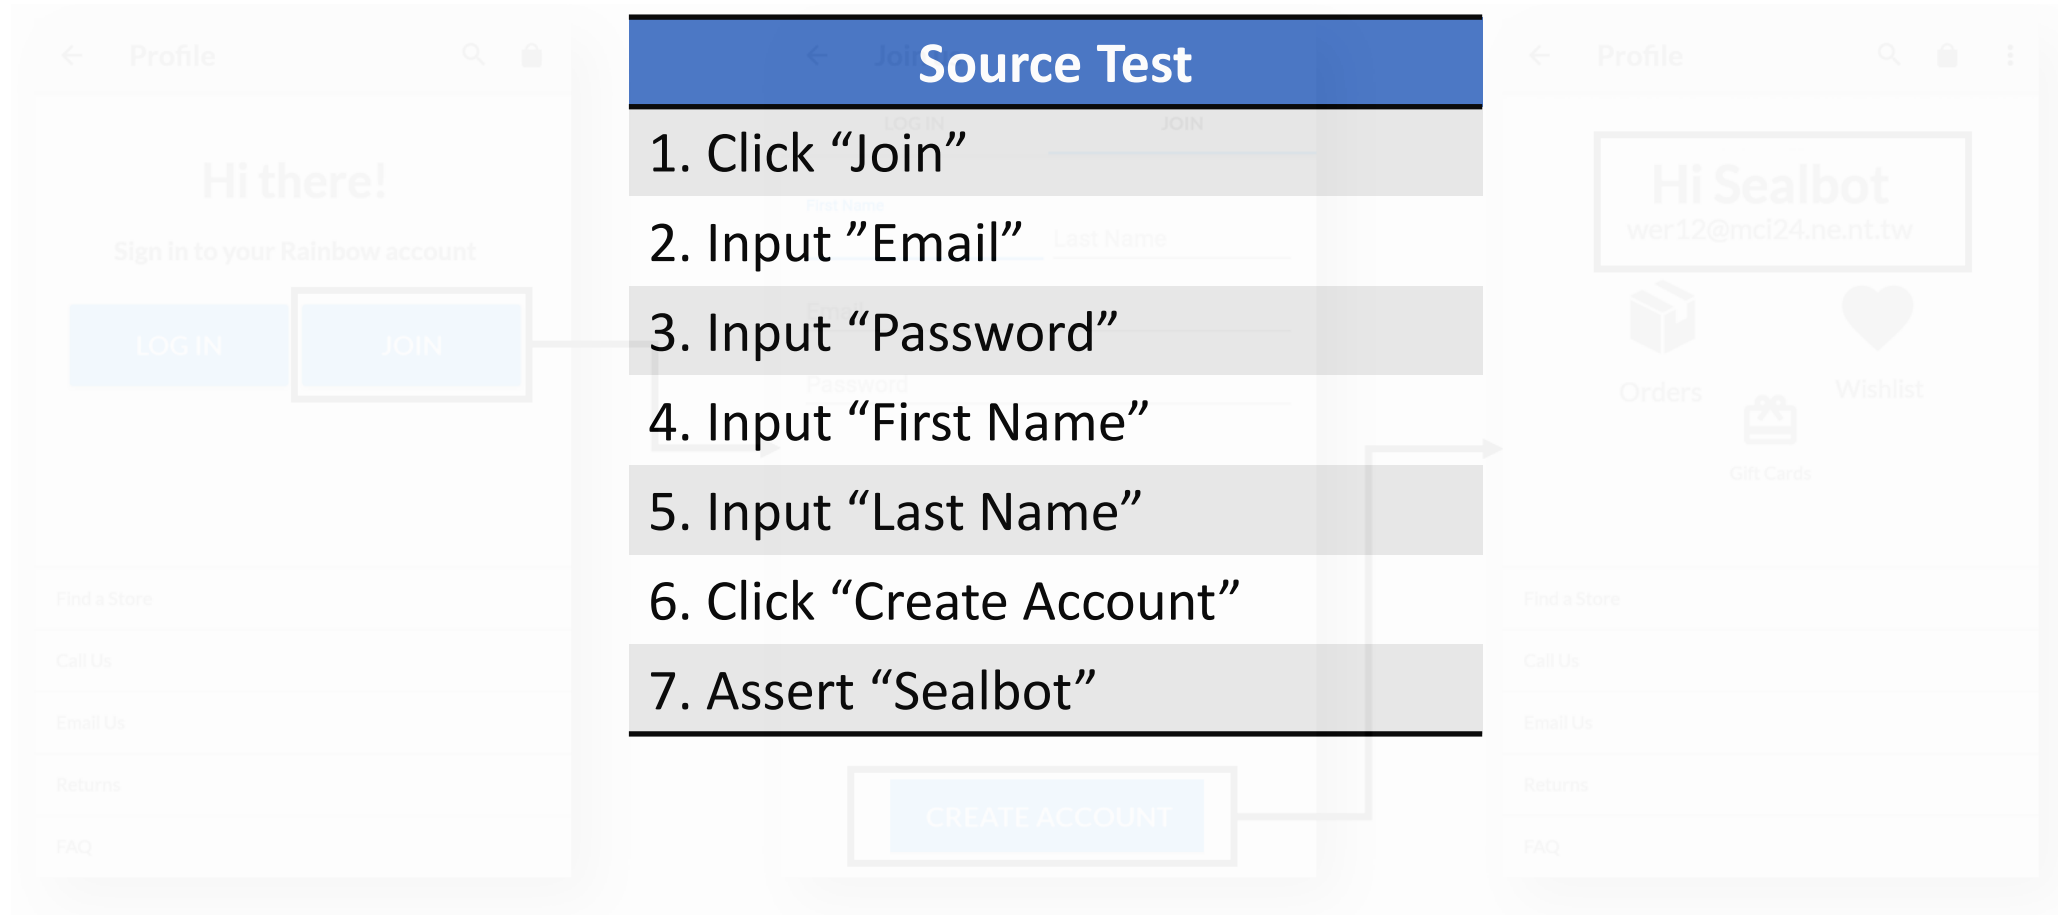 Profile
Hi there!
Sign in to your Rainbow account
LOG IN
JOIN
Find a Store
Call Us
Email Us
Returns
FAQ
Source Test
1. Click “Join”
2. Input ”Email”
3. Input “Password”
4. Input “First Name”
5. Input “Last Name”
6. Click “Create Account”
7. Assert “Sealbot”
LOG IN
JOIN
First Name
Last Name
Email
Password
CREATE ACCOUNT
Profile
Hi Sealbot
wer12@mci24.ne.nt.tw
Orders
Wishlist
Gift Cards
Find a Store
Call Us
Email Us
Returns
FAQ